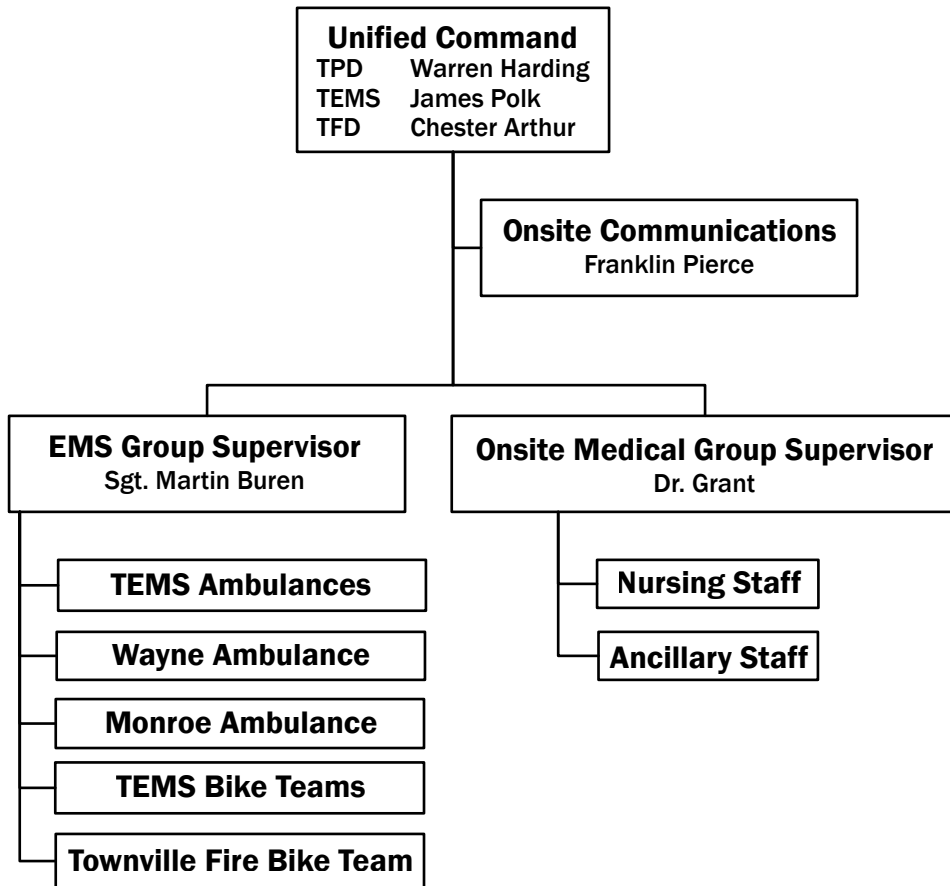 Unified Command
TPD Warren Harding
TEMS James Polk
TFD Chester Arthur
Onsite Communications
Franklin Pierce
EMS Group Supervisor
Sgt. Martin Buren
Onsite Medical Group Supervisor
Dr. Grant
TEMS Ambulances
Wayne Ambulance
Monroe Ambulance
TEMS Bike Teams
Townville Fire Bike Team
Nursing Staff
Ancillary Staff